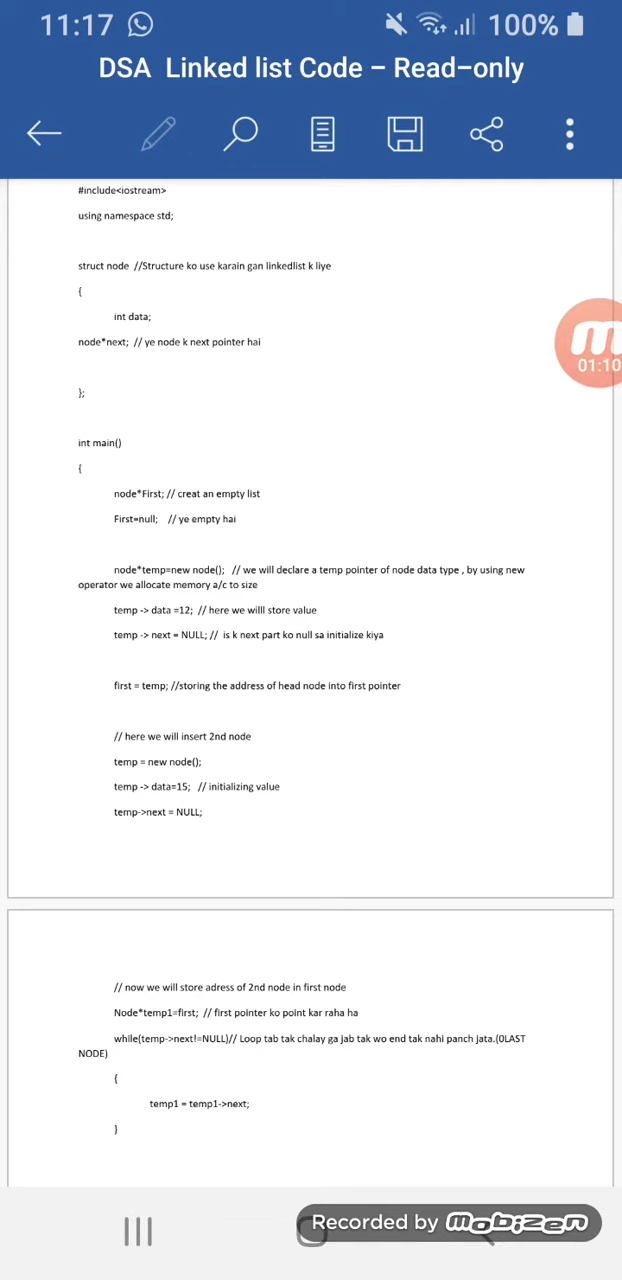 11:17
100%
DSA Linked list Code – Read-only
#include<iostream>
using namespace std;
struct node //Structure ko use karain gan linkedlist k liye
{
int data;
node*next; // ye node k next pointer hai
};
int main()
{
node*First; // creat an empty list
First=null; // ye empty hai
node*temp=new node(); // we will declare a temp pointer of node data type , by using new
operator we allocate memory a/c to size
temp -> data =12; // here we willl store value
temp -> next = NULL; // is k next part ko null sa initialize kiya
first = temp; //storing the address of head node into first pointer
// here we will insert 2nd node
temp = new node();
temp -> data=15; // initializing value
temp->next = NULL;
// now we will store adress of 2nd node in first node
Node*temp1=first; // first pointer ko point kar raha ha
while(temp->next!=NULL)// Loop tab tak chalay ga jab tak wo end tak nahi panch jata.(0LAST
NODE)
{
temp1 = temp1->next;
}
m
01:10
Recorded by mobizen